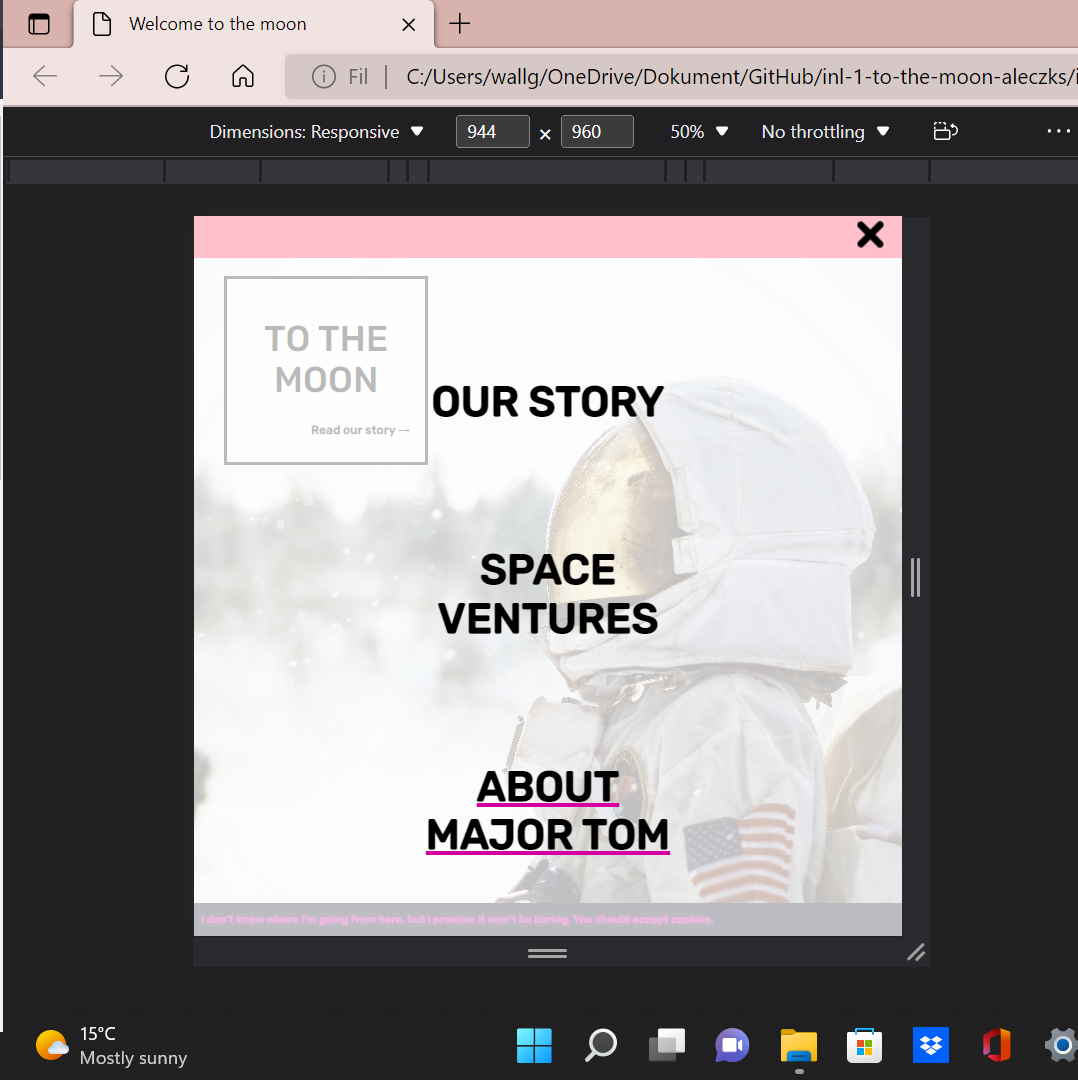 Welcome to the moon
Fil
C:/Users/wallg/OneDrive/Dokument/GitHub/inl-1-to-the-moon-aleczks/i
Dimensions: Responsive
944
×
960
50%
No throttling
TO THE
MOON
Read our story →
OUR STORY
SPACE
VENTURES
ABOUT
MAJOR TOM
I don't know where I'm going from here, but I promise it won't be boring. You should accept cookies.
15°C
Mostly sunny